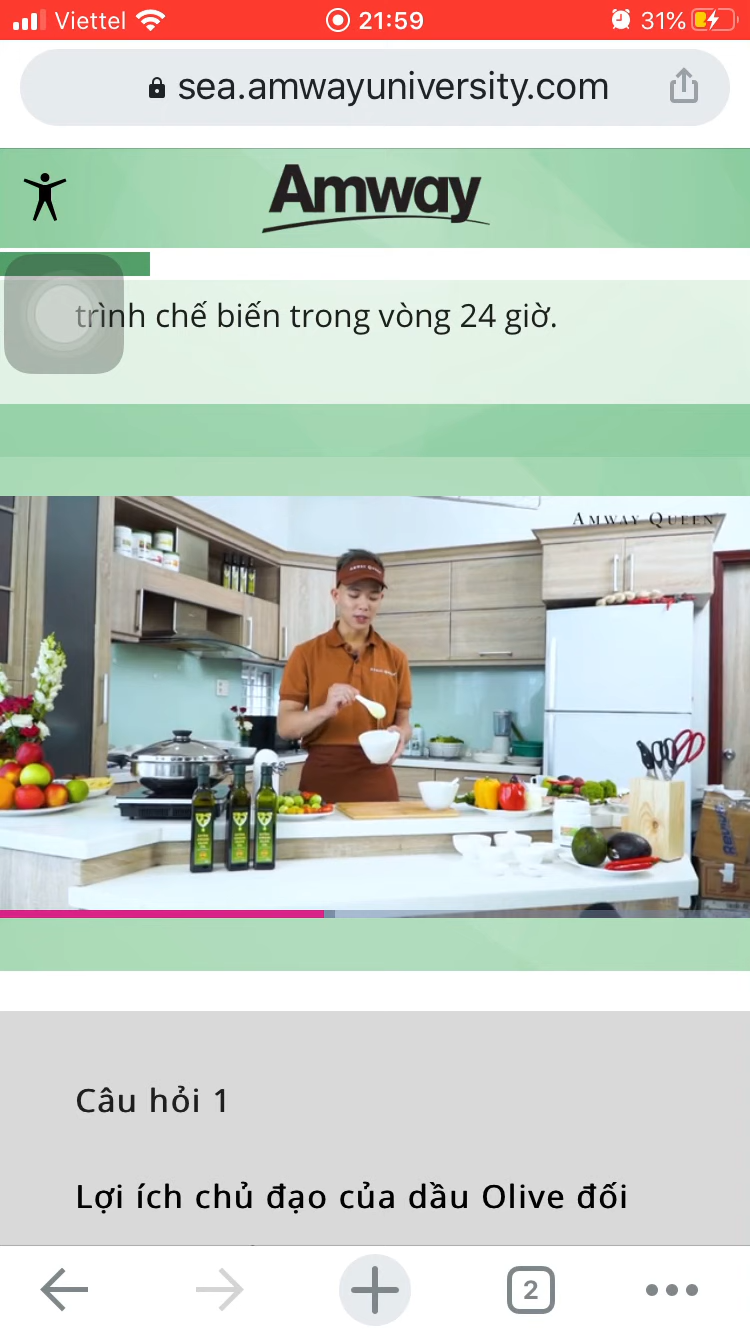 Viettel
21:59
31%
sea.amwayuniversity.com
Amway
trình chế biến trong vòng 24 giờ.
AMWAY QUEEN
Câu hỏi 1
Lợi ích chủ đạo của dầu Olive đối
2